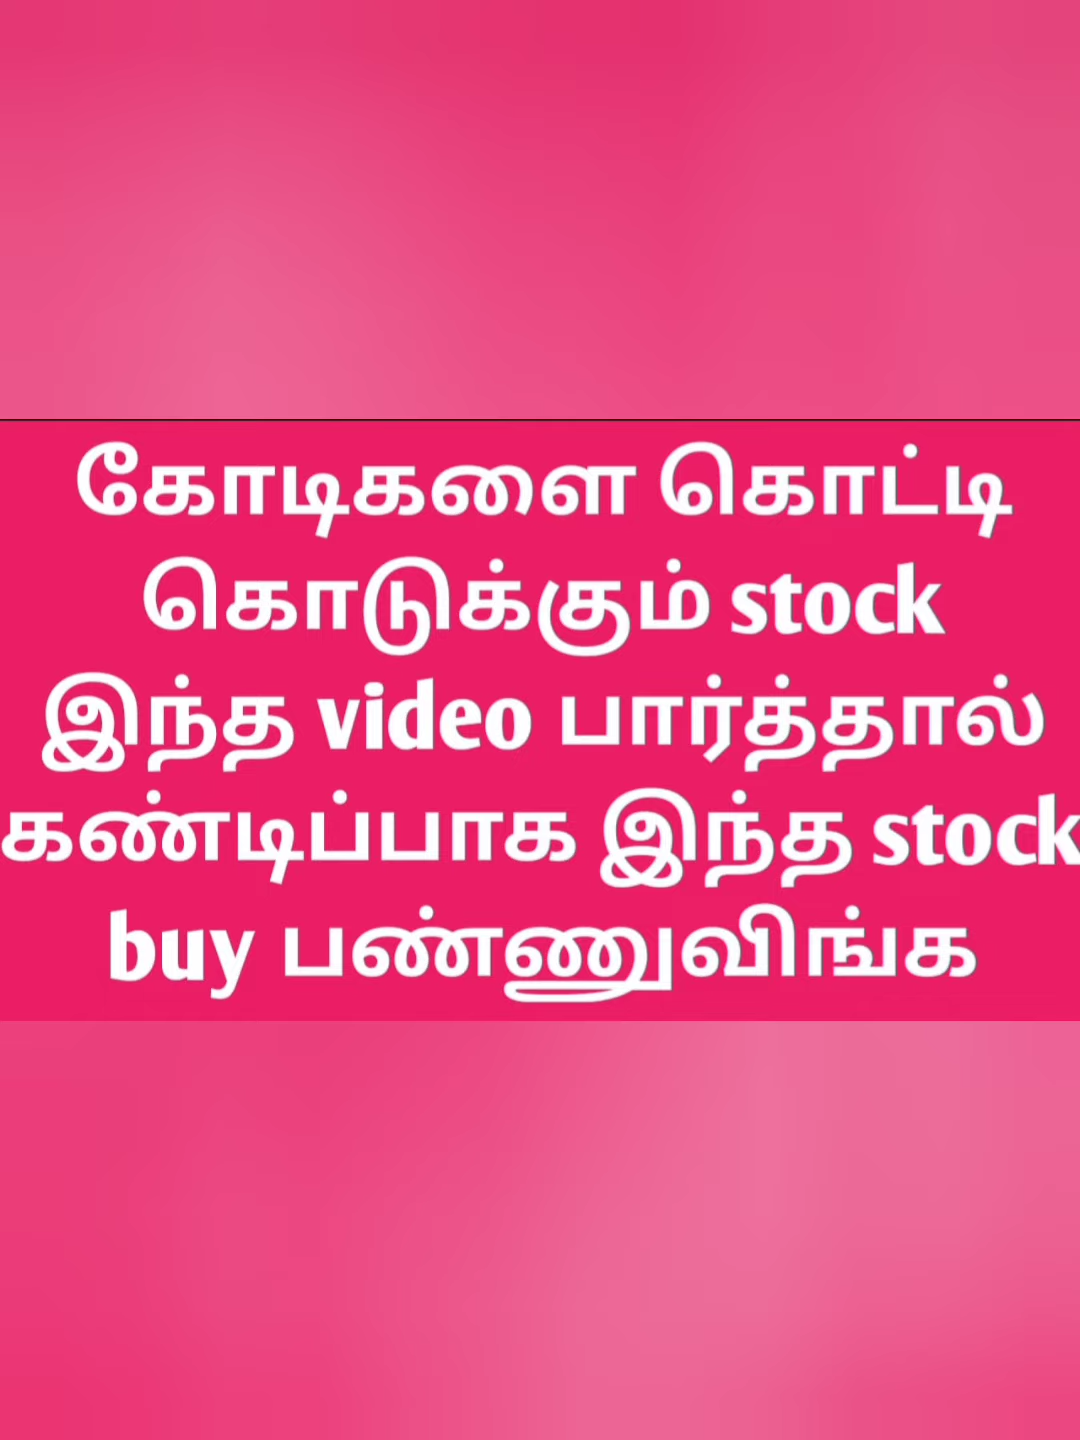 கோடிகளை கொட்டி
கொடுக்கும் stock
இந்த video பார்த்தால்
கண்டிப்பாக இந்த stock
buy பண்ணுவிங்க